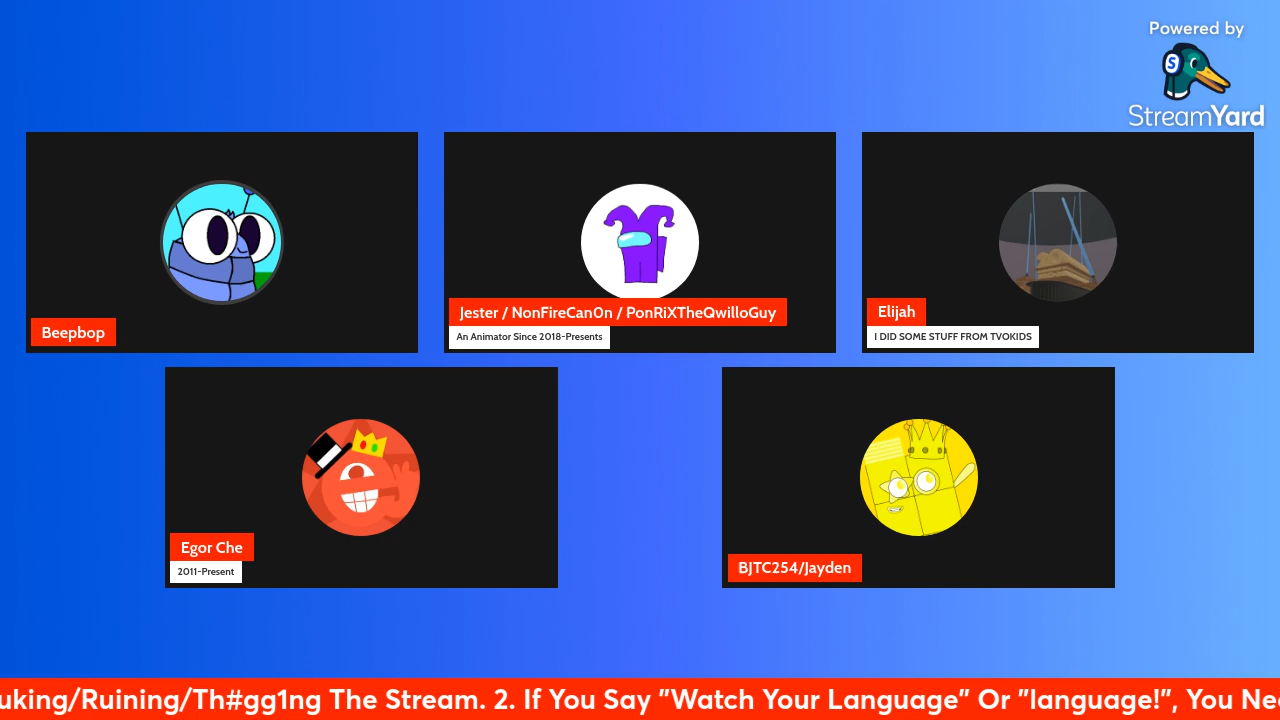 Powered by
StreamYard
Beepbop
Jester / NonFireCan0n / PonRiXTheQwilloGuy
An Animator Since 2018-Presents
Elijah
I DID SOME STUFF FROM TVOKIDS
Egor Che
2011-Present
BJTC254/Jayden
uking/Ruining/Th#gg1ng The Stream. 2. If You Say "Watch Your Language" Or "language!", You Ne